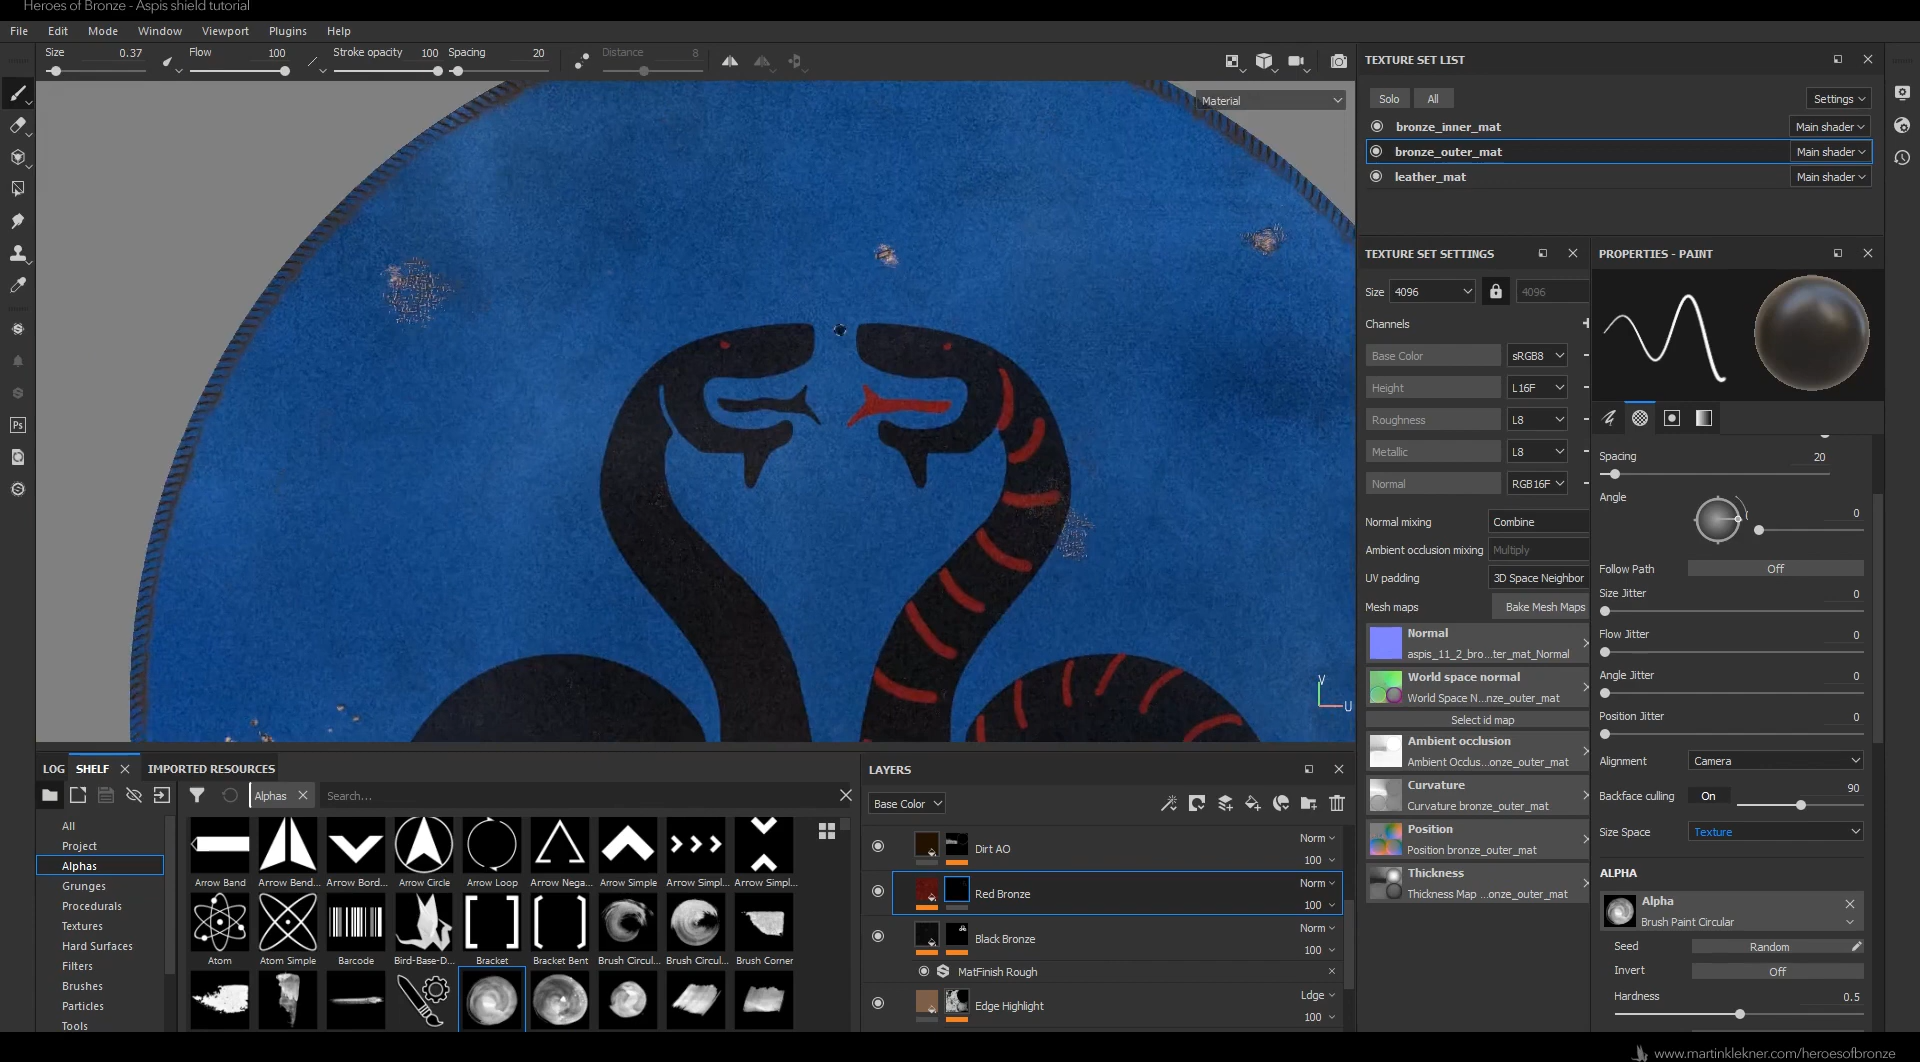 Heroes of Bronze - Aspis shield tutorial
File Edit Mode Window Viewport Plugins Help
Size 0.37 Flow 100 Stroke opacity 100 Spacing 20 Distance 8
Material
TEXTURE SET LIST
Solo All Settings
bronze_inner_mat Main shader
bronze_outer_mat Main shader
leather_mat Main shader
TEXTURE SET SETTINGS
Size 4096 4096
Channels
Base Color sRGB8
Height L16F
Roughness L8
Metallic L8
Normal RGB16F
Normal mixing Combine
Ambient occlusion mixing Multiply
UV padding 3D Space Neighbor
Mesh maps Bake Mesh Maps
Normal
aspis_11_2_bro...ter_mat_Normal
World space normal
World Space N...nze_outer_mat
Select id map
Ambient occlusion
Ambient Occlus...onze_outer_mat
Curvature
Curvature bronze_outer_mat
Position
Position bronze_outer_mat
Thickness
Thickness Map ...onze_outer_mat
PROPERTIES - PAINT
Spacing 20
Angle 0
Follow Path Off
Size Jitter 0
Flow Jitter 0
Angle Jitter 0
Position Jitter 0
Alignment Camera
Backface culling On 90
Size Space Texture
ALPHA
Alpha
Brush Paint Circular
Seed Random
Invert Off
Hardness 0.5
Ps
V
U
LOG SHELF IMPORTED RESOURCES
Alphas Search...
All
Project
Alphas
Grunges
Procedurals
Textures
Hard Surfaces
Filters
Brushes
Particles
Tools
Arrow Band Arrow Bend... Arrow Bord... Arrow Circle Arrow Loop Arrow Nega... Arrow Simple Arrow Simpl... Arrow Simpl...
Atom Atom Simple Barcode Bird-Base-D... Bracket Bracket Bent Brush Circul... Brush Circul... Brush Corner
LAYERS
Base Color
Dirt AO Norm 100
Red Bronze Norm 100
Black Bronze Norm 100
MatFinish Rough
Edge Highlight Ldge 100
www.martinklekner.com/heroesofbronze